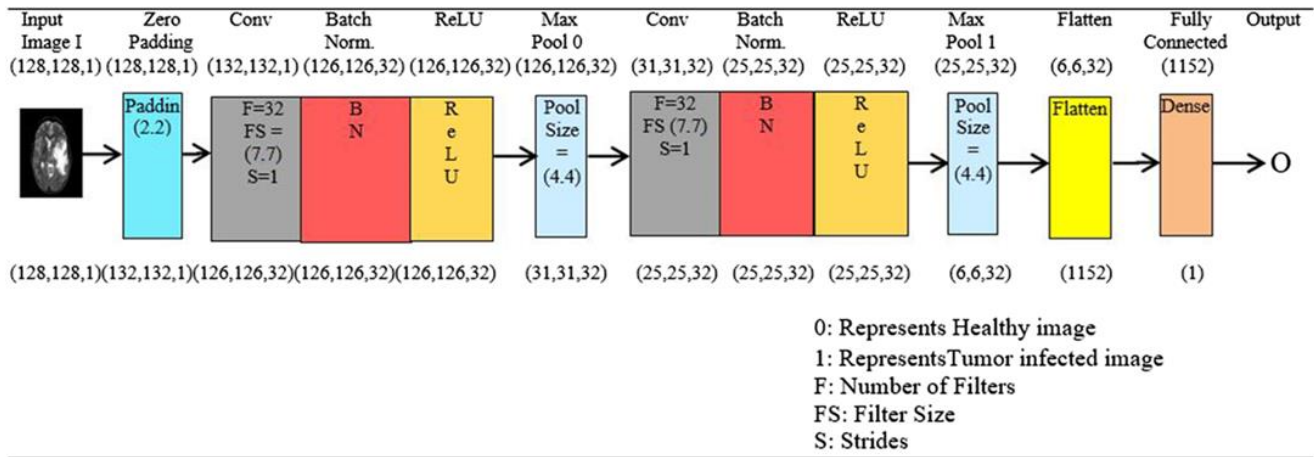 Input Zero Conv Batch ReLU Max Conv Batch ReLU Max Flatten Fully Output
Image I Padding Norm. Pool 0 Norm. Pool 1 Connected
(128,128,1) (128,128,1) (132,132,1) (126,126,32) (126,126,32) (126,126,32) (31,31,32) (25,25,32) (25,25,32) (25,25,32) (6,6,32) (1152)
Paddin
(2.2)
F=32
FS =
(7.7)
S=1
B
N
R
e
L
U
Pool
Size
=
(4.4)
F=32
FS (7.7)
S=1
B
N
R
e
L
U
Pool
Size
=
(4.4)
Flatten
Dense
O
(128,128,1) (132,132,1) (126,126,32) (126,126,32) (126,126,32) (31,31,32) (25,25,32) (25,25,32) (25,25,32) (6,6,32) (1152) (1)
0: Represents Healthy image
1: RepresentsTumor infected image
F: Number of Filters
FS: Filter Size
S: Strides